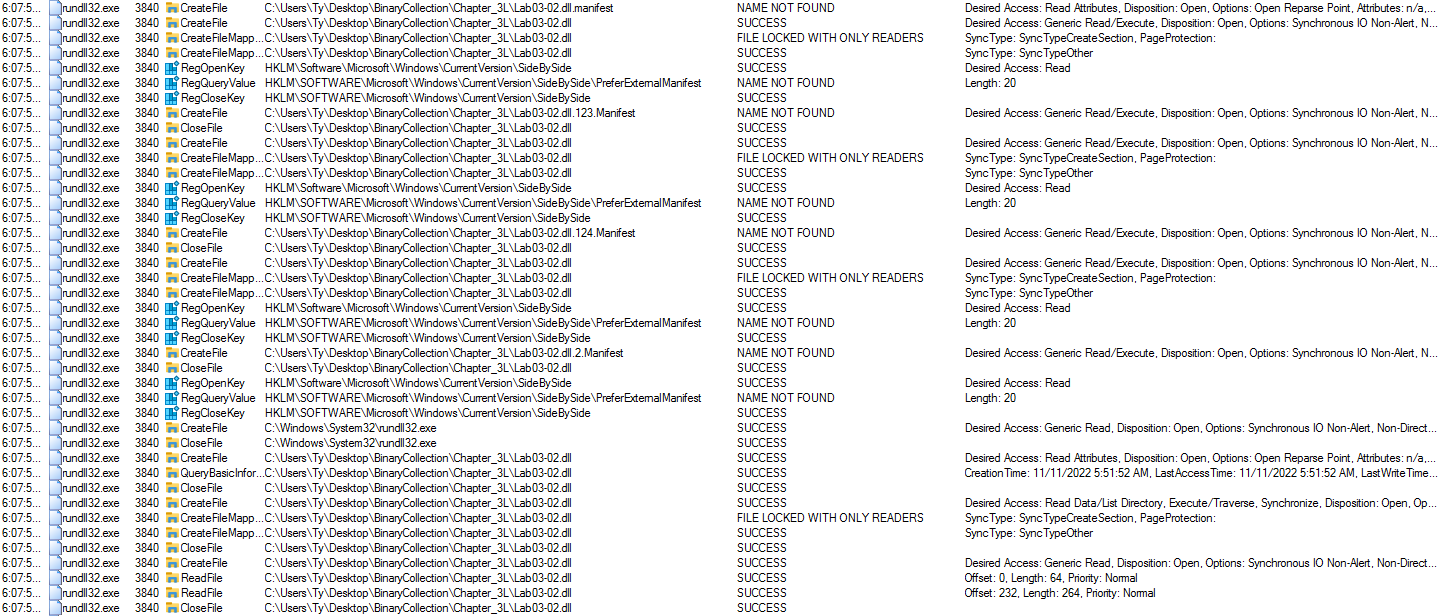 6:07:5... rundll32.exe 3840 CreateFile C:\Users\Ty\Desktop\BinaryCollection\Chapter_3L\Lab03-02.dll.manifest NAME NOT FOUND Desired Access: Read Attributes, Disposition: Open, Options: Open Reparse Point, Attributes: n/a,...
6:07:5... rundll32.exe 3840 CreateFile C:\Users\Ty\Desktop\BinaryCollection\Chapter_3L\Lab03-02.dll SUCCESS Desired Access: Generic Read/Execute, Disposition: Open, Options: Synchronous IO Non-Alert, N...
6:07:5... rundll32.exe 3840 CreateFileMapp... C:\Users\Ty\Desktop\BinaryCollection\Chapter_3L\Lab03-02.dll FILE LOCKED WITH ONLY READERS SyncType: SyncTypeCreateSection, PageProtection:
6:07:5... rundll32.exe 3840 CreateFileMapp... C:\Users\Ty\Desktop\BinaryCollection\Chapter_3L\Lab03-02.dll SUCCESS SyncType: SyncTypeOther
6:07:5... rundll32.exe 3840 RegOpenKey HKLM\Software\Microsoft\Windows\CurrentVersion\SideBySide SUCCESS Desired Access: Read
6:07:5... rundll32.exe 3840 RegQueryValue HKLM\SOFTWARE\Microsoft\Windows\CurrentVersion\SideBySide\PreferExternalManifest NAME NOT FOUND Length: 20
6:07:5... rundll32.exe 3840 RegCloseKey HKLM\SOFTWARE\Microsoft\Windows\CurrentVersion\SideBySide SUCCESS
6:07:5... rundll32.exe 3840 CreateFile C:\Users\Ty\Desktop\BinaryCollection\Chapter_3L\Lab03-02.dll.123.Manifest NAME NOT FOUND Desired Access: Generic Read/Execute, Disposition: Open, Options: Synchronous IO Non-Alert, N...
6:07:5... rundll32.exe 3840 CloseFile C:\Users\Ty\Desktop\BinaryCollection\Chapter_3L\Lab03-02.dll SUCCESS
6:07:5... rundll32.exe 3840 CreateFile C:\Users\Ty\Desktop\BinaryCollection\Chapter_3L\Lab03-02.dll SUCCESS Desired Access: Generic Read/Execute, Disposition: Open, Options: Synchronous IO Non-Alert, N...
6:07:5... rundll32.exe 3840 CreateFileMapp... C:\Users\Ty\Desktop\BinaryCollection\Chapter_3L\Lab03-02.dll FILE LOCKED WITH ONLY READERS SyncType: SyncTypeCreateSection, PageProtection:
6:07:5... rundll32.exe 3840 CreateFileMapp... C:\Users\Ty\Desktop\BinaryCollection\Chapter_3L\Lab03-02.dll SUCCESS SyncType: SyncTypeOther
6:07:5... rundll32.exe 3840 RegOpenKey HKLM\Software\Microsoft\Windows\CurrentVersion\SideBySide SUCCESS Desired Access: Read
6:07:5... rundll32.exe 3840 RegQueryValue HKLM\SOFTWARE\Microsoft\Windows\CurrentVersion\SideBySide\PreferExternalManifest NAME NOT FOUND Length: 20
6:07:5... rundll32.exe 3840 RegCloseKey HKLM\SOFTWARE\Microsoft\Windows\CurrentVersion\SideBySide SUCCESS
6:07:5... rundll32.exe 3840 CreateFile C:\Users\Ty\Desktop\BinaryCollection\Chapter_3L\Lab03-02.dll.124.Manifest NAME NOT FOUND Desired Access: Generic Read/Execute, Disposition: Open, Options: Synchronous IO Non-Alert, N...
6:07:5... rundll32.exe 3840 CloseFile C:\Users\Ty\Desktop\BinaryCollection\Chapter_3L\Lab03-02.dll SUCCESS
6:07:5... rundll32.exe 3840 CreateFile C:\Users\Ty\Desktop\BinaryCollection\Chapter_3L\Lab03-02.dll SUCCESS Desired Access: Generic Read/Execute, Disposition: Open, Options: Synchronous IO Non-Alert, N...
6:07:5... rundll32.exe 3840 CreateFileMapp... C:\Users\Ty\Desktop\BinaryCollection\Chapter_3L\Lab03-02.dll FILE LOCKED WITH ONLY READERS SyncType: SyncTypeCreateSection, PageProtection:
6:07:5... rundll32.exe 3840 CreateFileMapp... C:\Users\Ty\Desktop\BinaryCollection\Chapter_3L\Lab03-02.dll SUCCESS SyncType: SyncTypeOther
6:07:5... rundll32.exe 3840 RegOpenKey HKLM\Software\Microsoft\Windows\CurrentVersion\SideBySide SUCCESS Desired Access: Read
6:07:5... rundll32.exe 3840 RegQueryValue HKLM\SOFTWARE\Microsoft\Windows\CurrentVersion\SideBySide\PreferExternalManifest NAME NOT FOUND Length: 20
6:07:5... rundll32.exe 3840 RegCloseKey HKLM\SOFTWARE\Microsoft\Windows\CurrentVersion\SideBySide SUCCESS
6:07:5... rundll32.exe 3840 CreateFile C:\Users\Ty\Desktop\BinaryCollection\Chapter_3L\Lab03-02.dll.2.Manifest NAME NOT FOUND Desired Access: Generic Read/Execute, Disposition: Open, Options: Synchronous IO Non-Alert, N...
6:07:5... rundll32.exe 3840 CloseFile C:\Users\Ty\Desktop\BinaryCollection\Chapter_3L\Lab03-02.dll SUCCESS
6:07:5... rundll32.exe 3840 RegOpenKey HKLM\Software\Microsoft\Windows\CurrentVersion\SideBySide SUCCESS Desired Access: Read
6:07:5... rundll32.exe 3840 RegQueryValue HKLM\SOFTWARE\Microsoft\Windows\CurrentVersion\SideBySide\PreferExternalManifest NAME NOT FOUND Length: 20
6:07:5... rundll32.exe 3840 RegCloseKey HKLM\SOFTWARE\Microsoft\Windows\CurrentVersion\SideBySide SUCCESS
6:07:5... rundll32.exe 3840 CreateFile C:\Windows\System32\rundll32.exe SUCCESS Desired Access: Generic Read, Disposition: Open, Options: Synchronous IO Non-Alert, Non-Direct...
6:07:5... rundll32.exe 3840 CloseFile C:\Windows\System32\rundll32.exe SUCCESS
6:07:5... rundll32.exe 3840 CreateFile C:\Users\Ty\Desktop\BinaryCollection\Chapter_3L\Lab03-02.dll SUCCESS Desired Access: Read Attributes, Disposition: Open, Options: Open Reparse Point, Attributes: n/a,...
6:07:5... rundll32.exe 3840 QueryBasicInfor... C:\Users\Ty\Desktop\BinaryCollection\Chapter_3L\Lab03-02.dll SUCCESS CreationTime: 11/11/2022 5:51:52 AM, LastAccessTime: 11/11/2022 5:51:52 AM, LastWriteTime...
6:07:5... rundll32.exe 3840 CloseFile C:\Users\Ty\Desktop\BinaryCollection\Chapter_3L\Lab03-02.dll SUCCESS
6:07:5... rundll32.exe 3840 CreateFile C:\Users\Ty\Desktop\BinaryCollection\Chapter_3L\Lab03-02.dll SUCCESS Desired Access: Read Data/List Directory, Execute/Traverse, Synchronize, Disposition: Open, Op...
6:07:5... rundll32.exe 3840 CreateFileMapp... C:\Users\Ty\Desktop\BinaryCollection\Chapter_3L\Lab03-02.dll FILE LOCKED WITH ONLY READERS SyncType: SyncTypeCreateSection, PageProtection:
6:07:5... rundll32.exe 3840 CreateFileMapp... C:\Users\Ty\Desktop\BinaryCollection\Chapter_3L\Lab03-02.dll SUCCESS SyncType: SyncTypeOther
6:07:5... rundll32.exe 3840 CloseFile C:\Users\Ty\Desktop\BinaryCollection\Chapter_3L\Lab03-02.dll SUCCESS
6:07:5... rundll32.exe 3840 CreateFile C:\Users\Ty\Desktop\BinaryCollection\Chapter_3L\Lab03-02.dll SUCCESS Desired Access: Generic Read, Disposition: Open, Options: Synchronous IO Non-Alert, Non-Direct...
6:07:5... rundll32.exe 3840 ReadFile C:\Users\Ty\Desktop\BinaryCollection\Chapter_3L\Lab03-02.dll SUCCESS Offset: 0, Length: 64, Priority: Normal
6:07:5... rundll32.exe 3840 ReadFile C:\Users\Ty\Desktop\BinaryCollection\Chapter_3L\Lab03-02.dll SUCCESS Offset: 232, Length: 264, Priority: Normal
6:07:5... rundll32.exe 3840 CloseFile C:\Users\Ty\Desktop\BinaryCollection\Chapter_3L\Lab03-02.dll SUCCESS